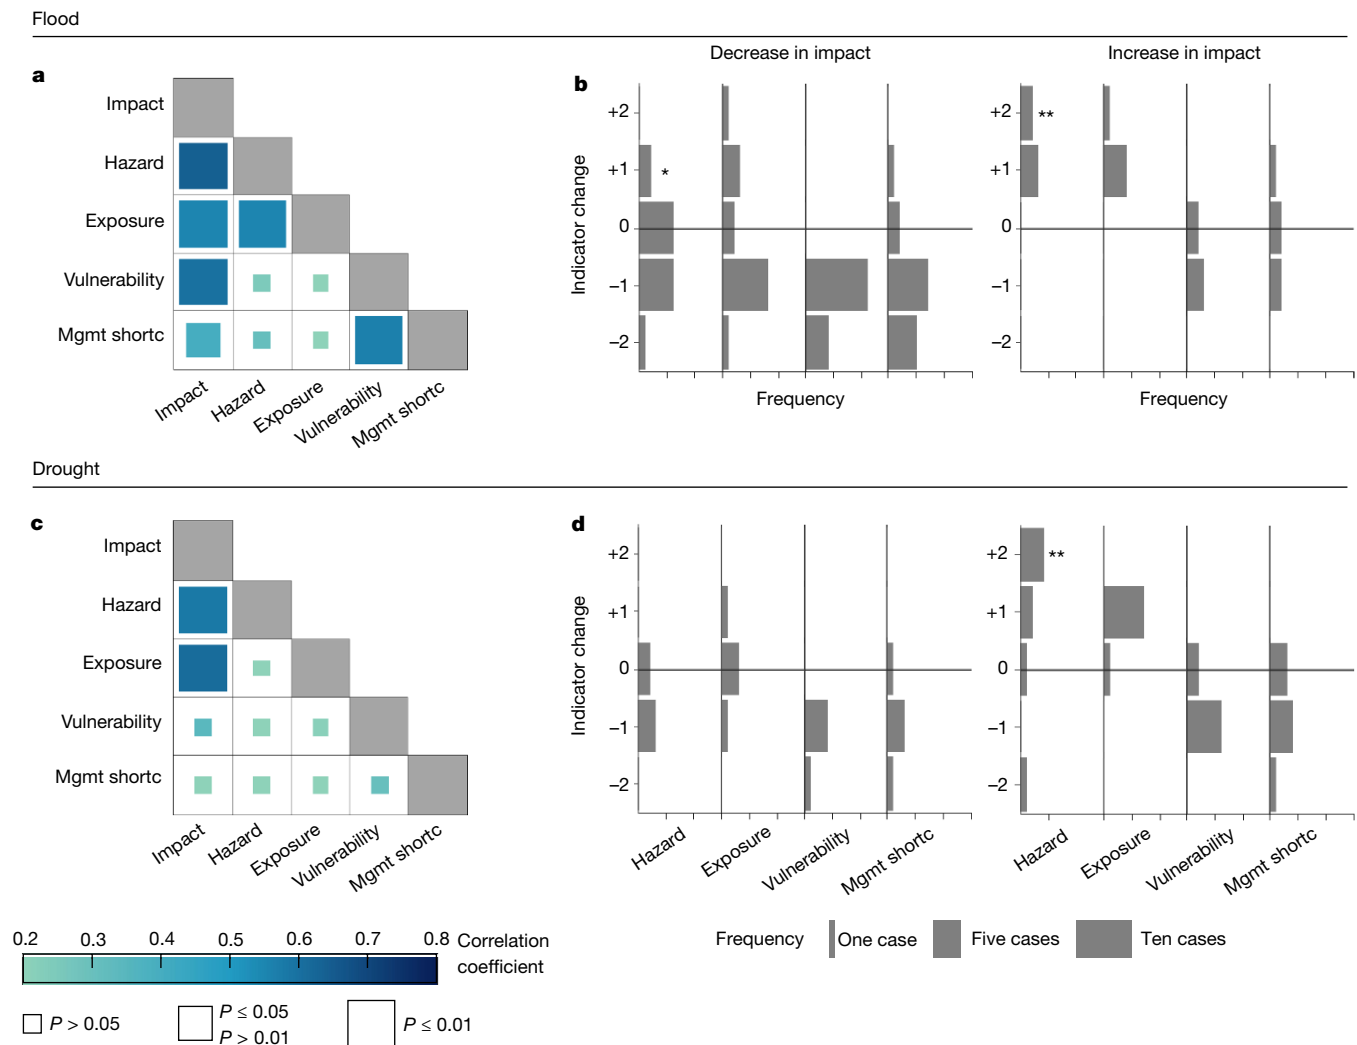 Flood
a
Impact
Hazard
Exposure
Vulnerability
Mgmt shortc
Impact
Hazard
Exposure
Vulnerability
Mgmt shortc
b
Decrease in impact
Increase in impact
Indicator change
+2
+1
0
−1
−2
*
Frequency
+2
+1
0
−1
−2
**
Frequency
Drought
c
Impact
Hazard
Exposure
Vulnerability
Mgmt shortc
Impact
Hazard
Exposure
Vulnerability
Mgmt shortc
d
Indicator change
+2
+1
0
−1
−2
Hazard
Exposure
Vulnerability
Mgmt shortc
+2
+1
0
−1
−2
**
Hazard
Exposure
Vulnerability
Mgmt shortc
0.2 0.3 0.4 0.5 0.6 0.7 0.8 Correlation
coefficient
P > 0.05
P ≤ 0.05
P > 0.01
P ≤ 0.01
Frequency One case Five cases Ten cases